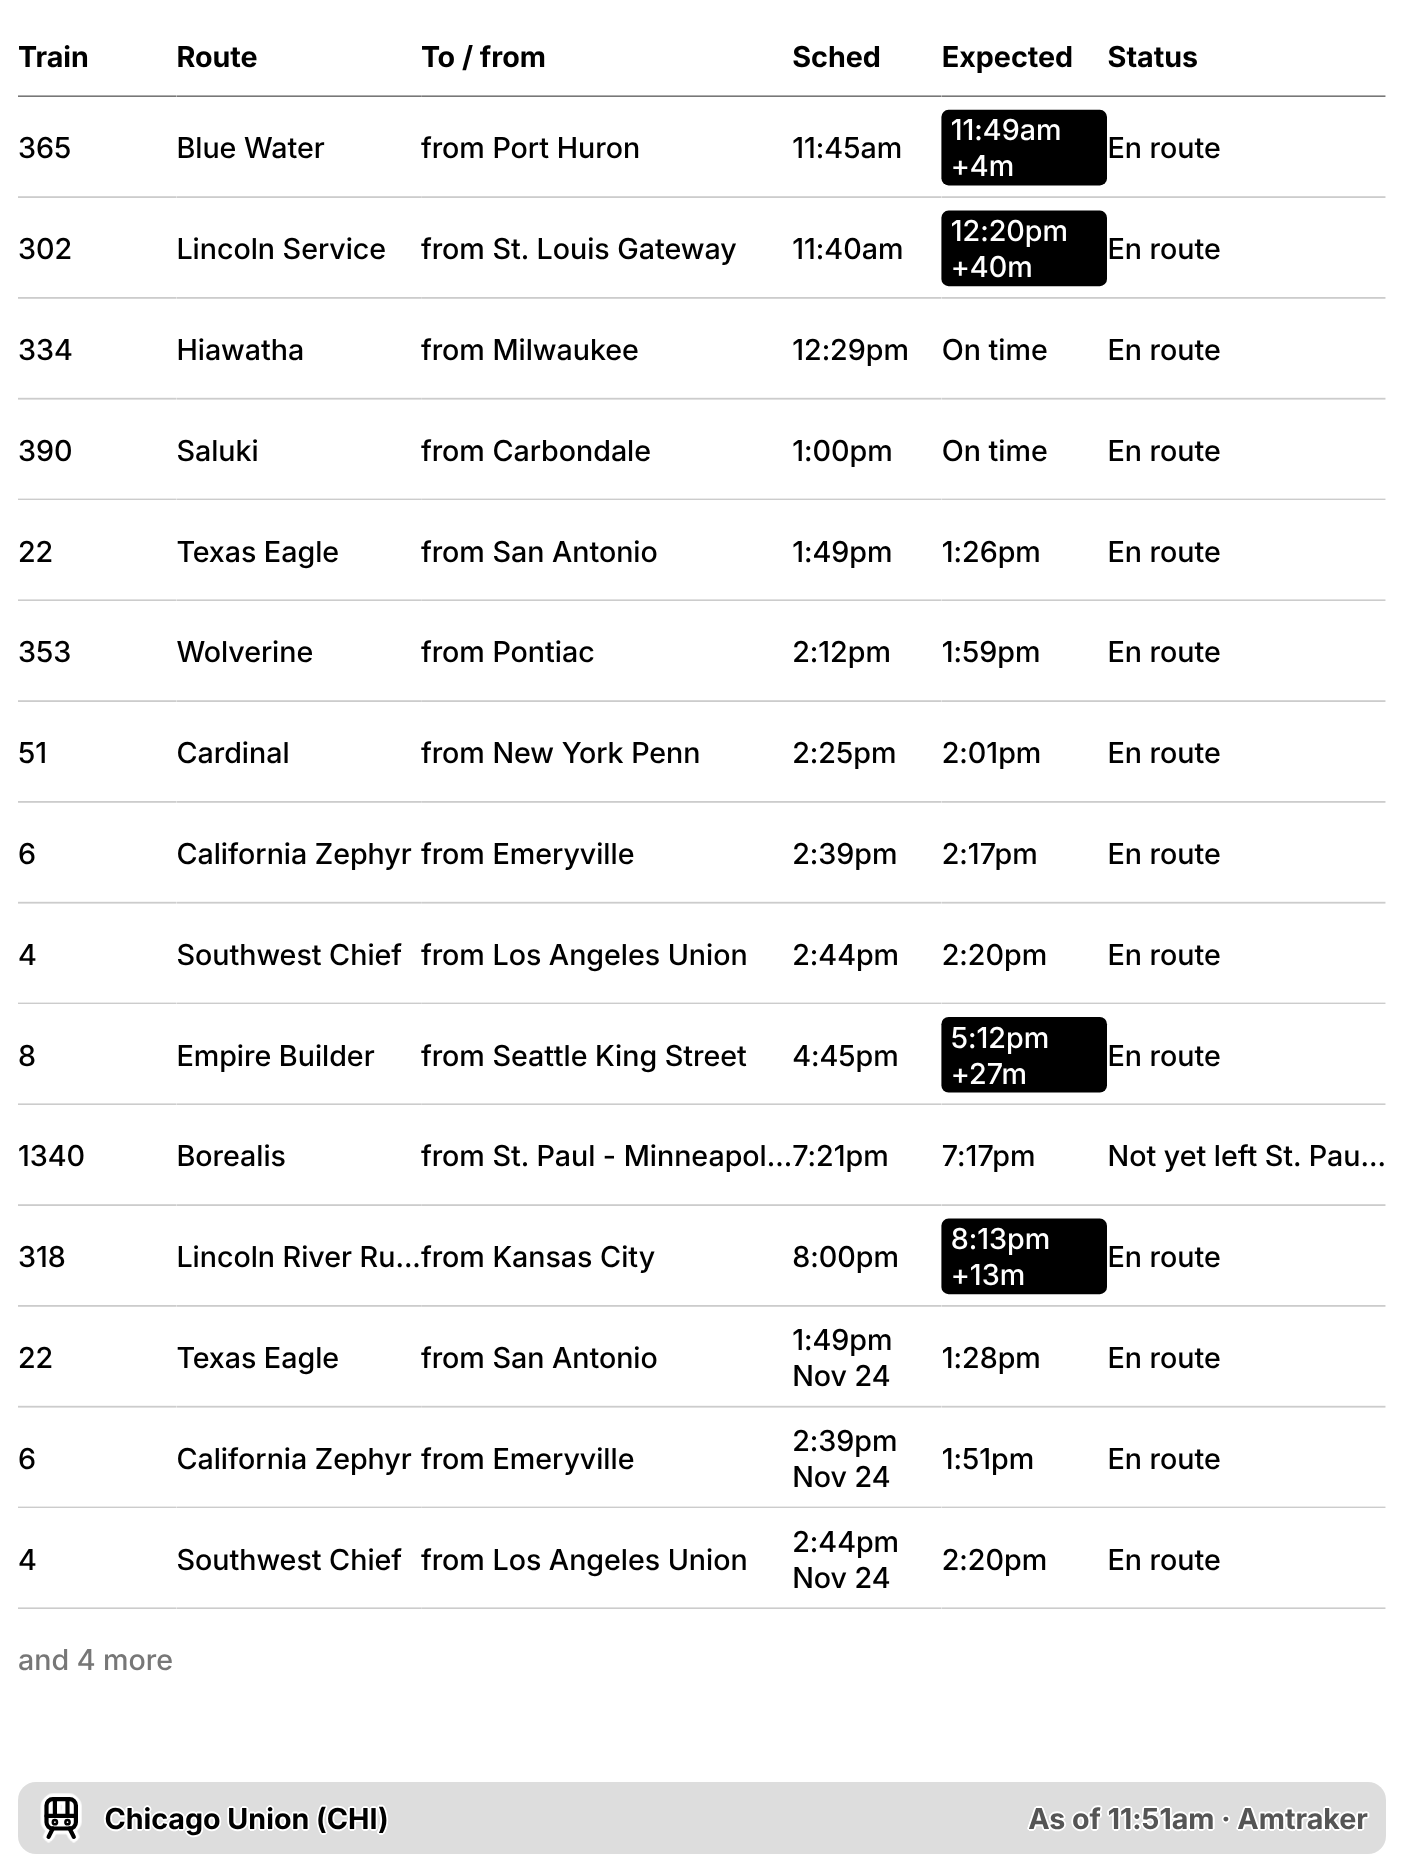 Train Route To / from Sched Expected Status
365 Blue Water from Port Huron 11:45am 11:49am +4m En route
302 Lincoln Service from St. Louis Gateway 11:40am 12:20pm +40m En route
334 Hiawatha from Milwaukee 12:29pm On time En route
390 Saluki from Carbondale 1:00pm On time En route
22 Texas Eagle from San Antonio 1:49pm 1:26pm En route
353 Wolverine from Pontiac 2:12pm 1:59pm En route
51 Cardinal from New York Penn 2:25pm 2:01pm En route
6 California Zephyr from Emeryville 2:39pm 2:17pm En route
4 Southwest Chief from Los Angeles Union 2:44pm 2:20pm En route
8 Empire Builder from Seattle King Street 4:45pm 5:12pm +27m En route
1340 Borealis from St. Paul - Minneapol... 7:21pm 7:17pm Not yet left St. Pau...
318 Lincoln River Ru... from Kansas City 8:00pm 8:13pm +13m En route
22 Texas Eagle from San Antonio 1:49pm Nov 24 1:28pm En route
6 California Zephyr from Emeryville 2:39pm Nov 24 1:51pm En route
4 Southwest Chief from Los Angeles Union 2:44pm Nov 24 2:20pm En route
and 4 more
Chicago Union (CHI) As of 11:51am · Amtraker